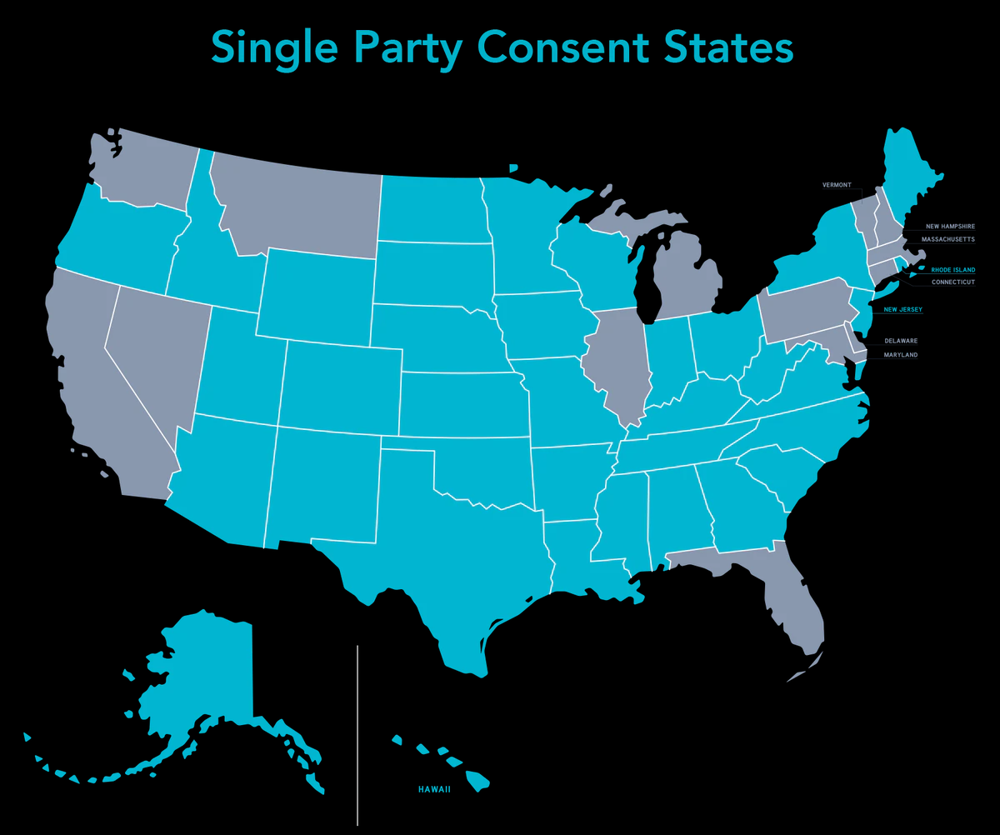 Single Party Consent States
VERMONT
NEW HAMPSHIRE
MASSACHUSETTS
RHODE ISLAND
CONNECTICUT
NEW JERSEY
DELAWARE
MARYLAND
HAWAII